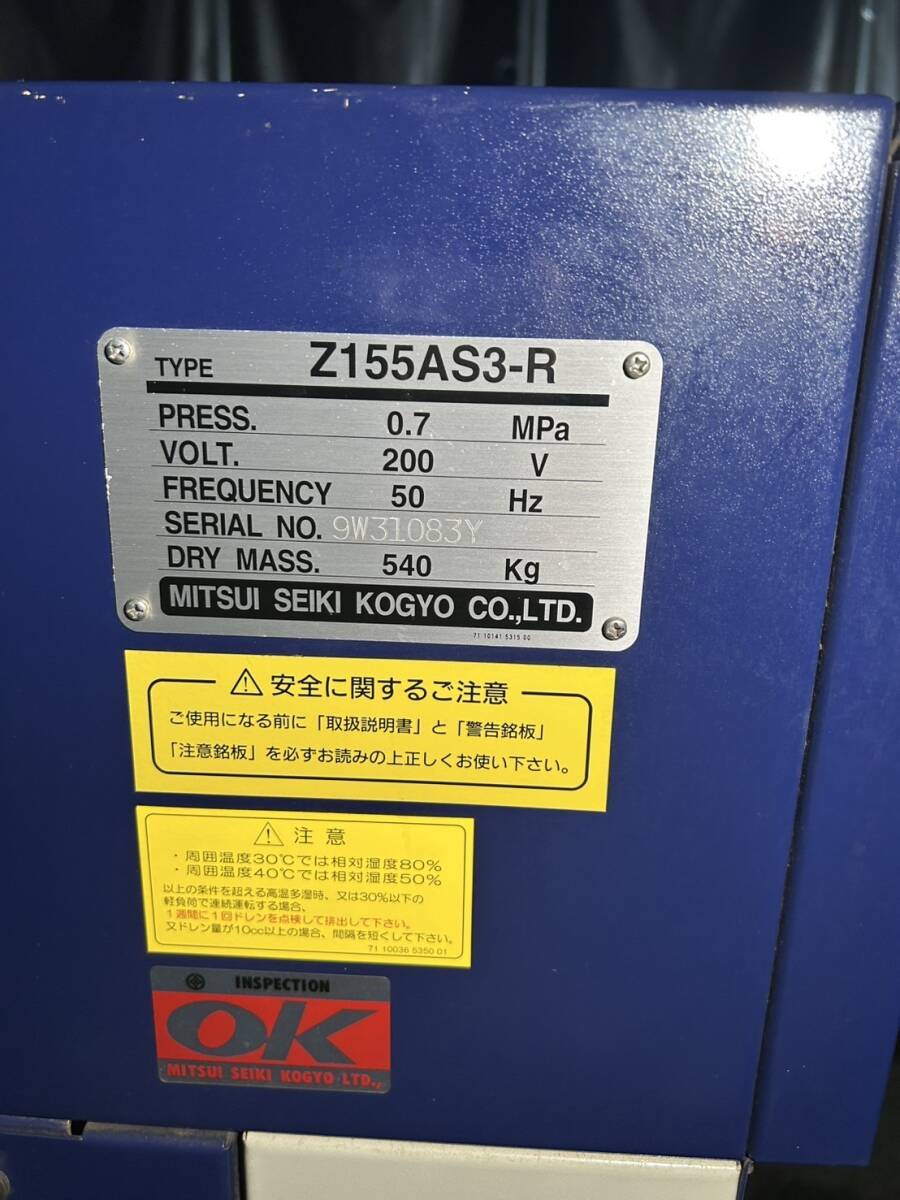 TYPE Z155AS3-R
PRESS. 0.7 MPa
VOLT. 200 V
FREQUENCY 50 Hz
SERIAL NO. 9W31083Y
DRY MASS. 540 Kg
MITSUI SEIKI KOGYO CO.,LTD.
71 10141 5315 00
⚠安全に関するご注意
ご使用になる前に「取扱説明書」と「警告銘板」
「注意銘板」を必ずお読みの上正しくお使い下さい。
⚠ 注意
・周囲温度30℃では相対湿度80%
・周囲温度40℃では相対湿度50%
以上の条件を超える高温多湿時、又は30%以下の
軽負荷で連続運転する場合、
1週間に1回ドレンを点検して排出して下さい。
又ドレン量が10cc以上の場合、間隔を短くして下さい。
71 10036 5350 01
INSPECTION
OK
MITSUI SEIKI KOGYO LTD.,